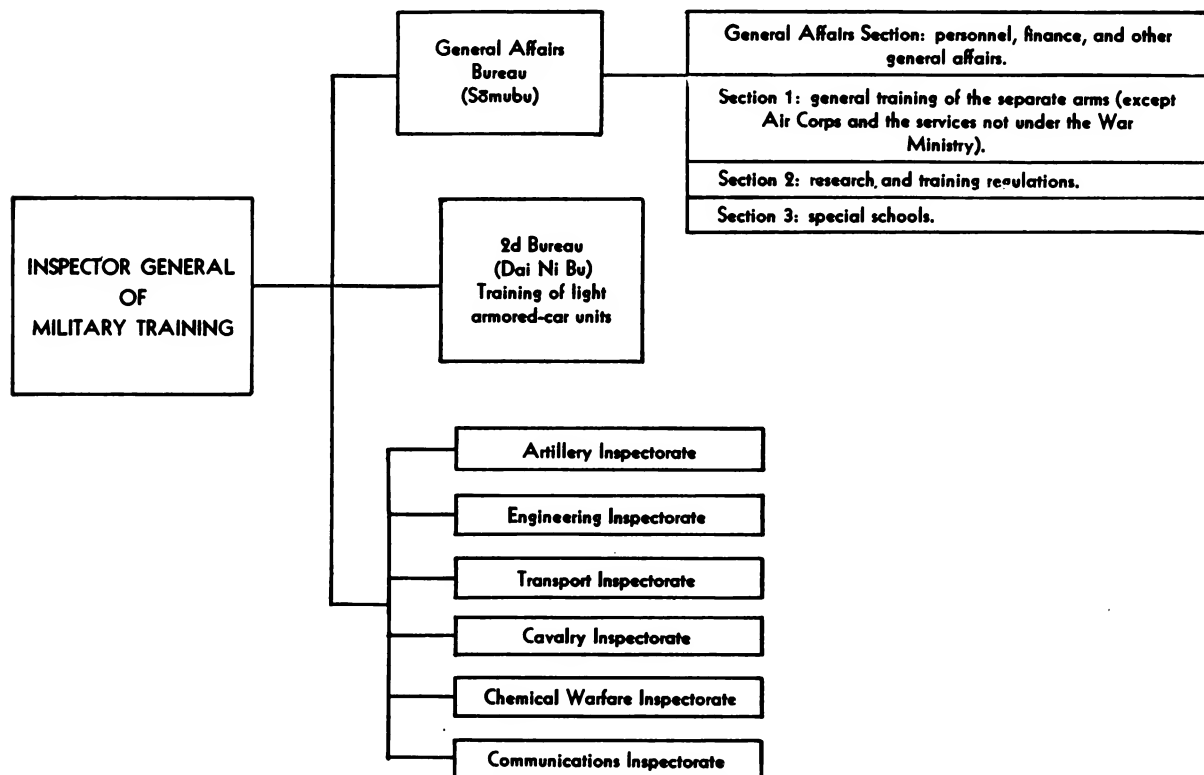 INSPECTOR GENERAL
OF
MILITARY TRAINING
General Affairs
Bureau
(Sōmubu)
General Affairs Section: personnel, finance, and other
general affairs.
Section 1: general training of the separate arms (except
Air Corps and the services not under the War
Ministry).
Section 2: research, and training regulations.
Section 3: special schools.
2d Bureau
(Dai Ni Bu)
Training of light
armored-car units
Artillery Inspectorate
Engineering Inspectorate
Transport Inspectorate
Cavalry Inspectorate
Chemical Warfare Inspectorate
Communications Inspectorate